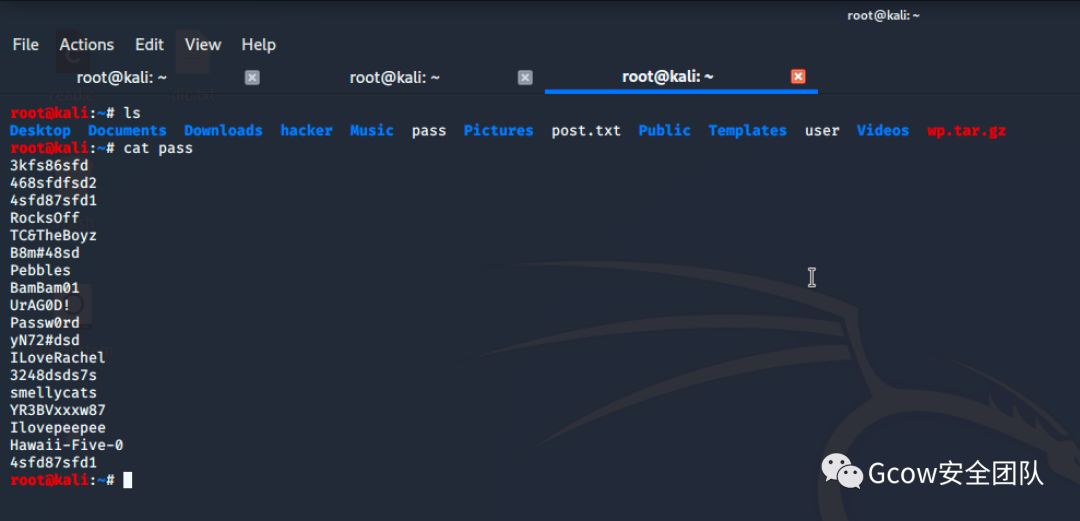 root@kali: ~
File Actions Edit View Help
root@kali: ~ root@kali: ~ root@kali: ~
root@kali:~# ls
Desktop Documents Downloads hacker Music pass Pictures post.txt Public Templates user Videos wp.tar.gz
root@kali:~# cat pass
3kfs86sfd
468sfdfsd2
4sfd87sfd1
RocksOff
TC&TheBoyz
B8m#48sd
Pebbles
BamBam01
UrAG0D!
Passw0rd
yN72#dsd
ILoveRachel
3248dsds7s
smellycats
YR3BVxxxw87
Ilovepeepee
Hawaii-Five-0
4sfd87sfd1
root@kali:~#
Gcow安全团队